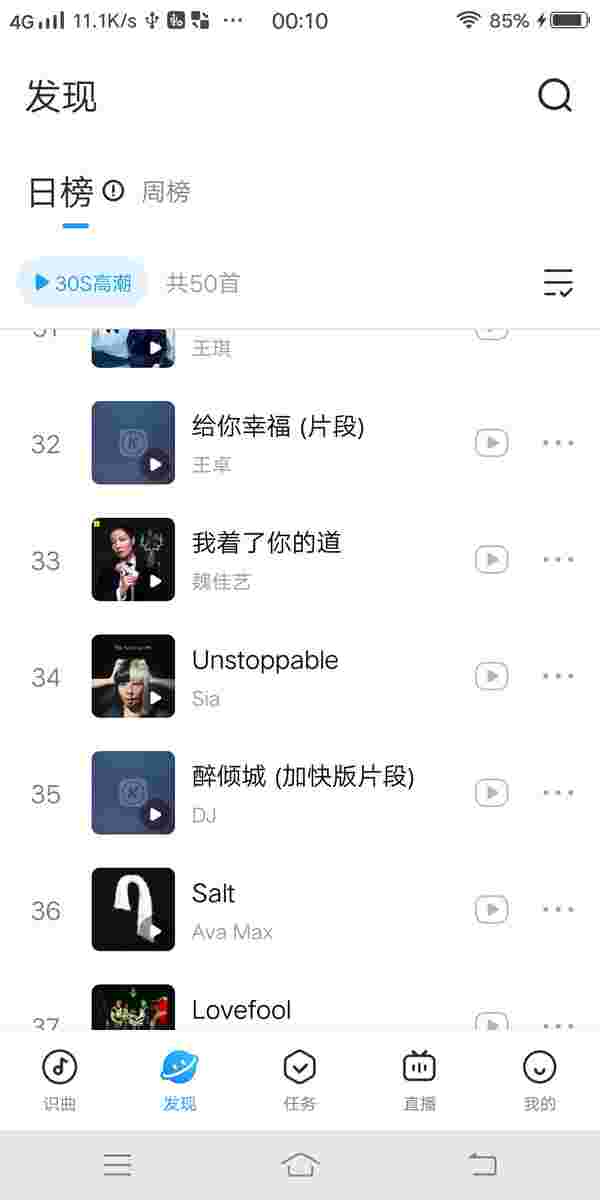 4G 11.1K/s ... 00:10 85%
发现
日榜 周榜
30S高潮 共50首
王琪
32 给你幸福 (片段)
王卓
33 我着了你的道
魏佳艺
34 Unstoppable
Sia
35 醉倾城 (加快版片段)
DJ
36 Salt
Ava Max
37 Lovefool
识曲 发现 任务 直播 我的